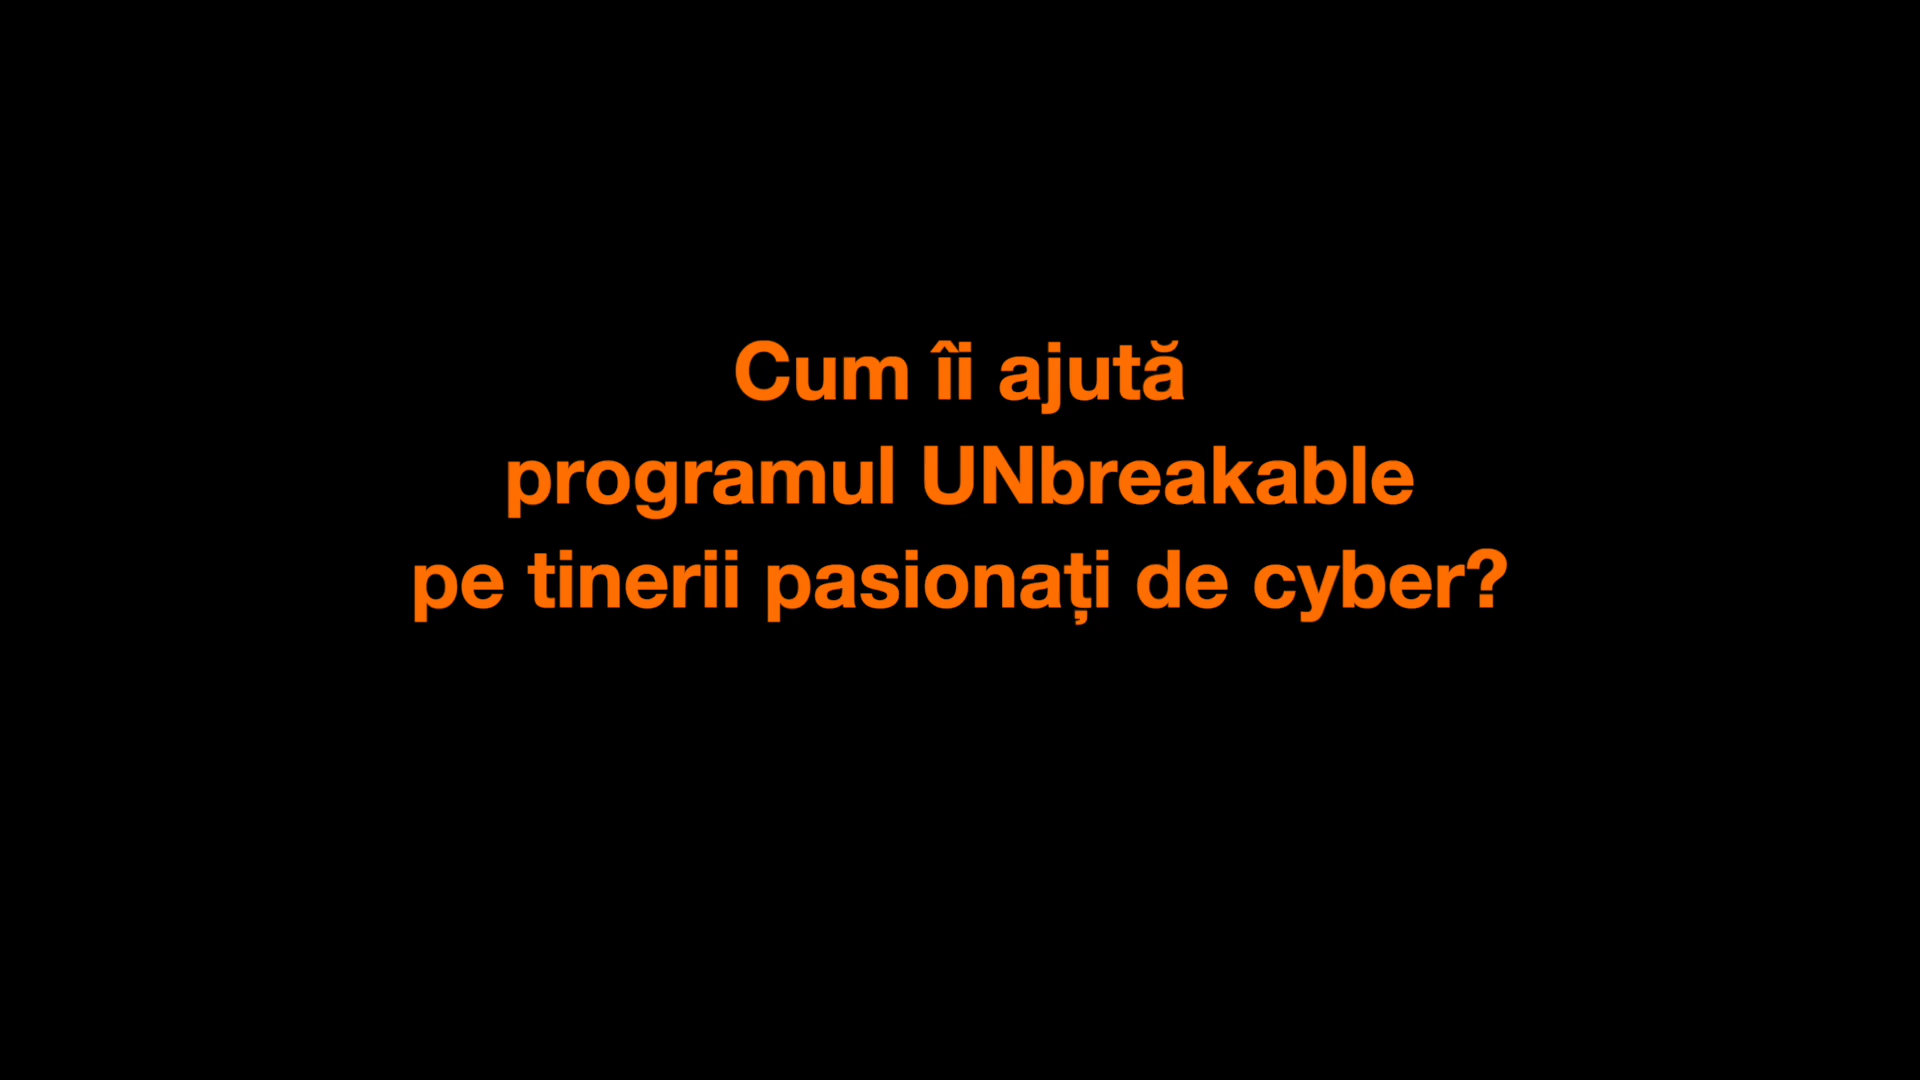 Cum îi ajută
programul UNbreakable
pe tinerii pasionați de cyber?